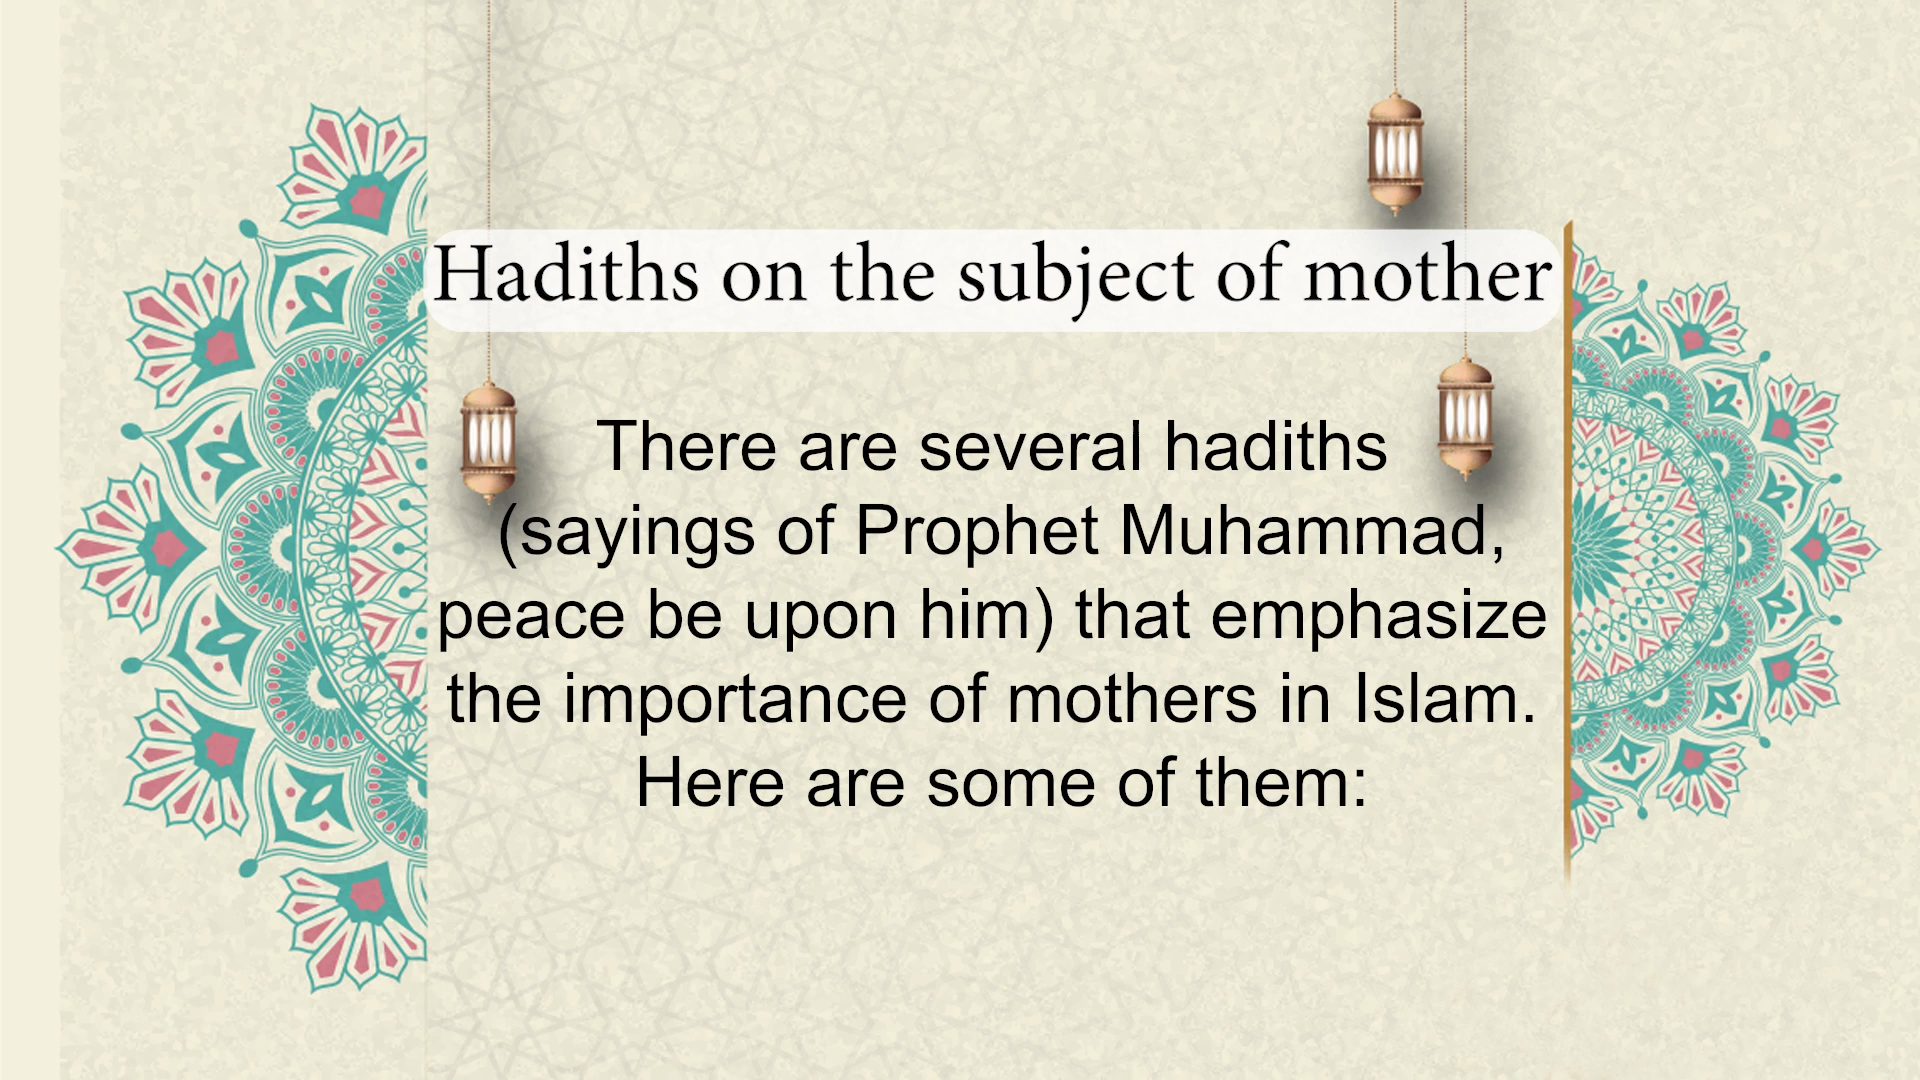 Hadiths on the subject of mother
There are several hadiths
(sayings of Prophet Muhammad,
peace be upon him) that emphasize
the importance of mothers in Islam.
Here are some of them: